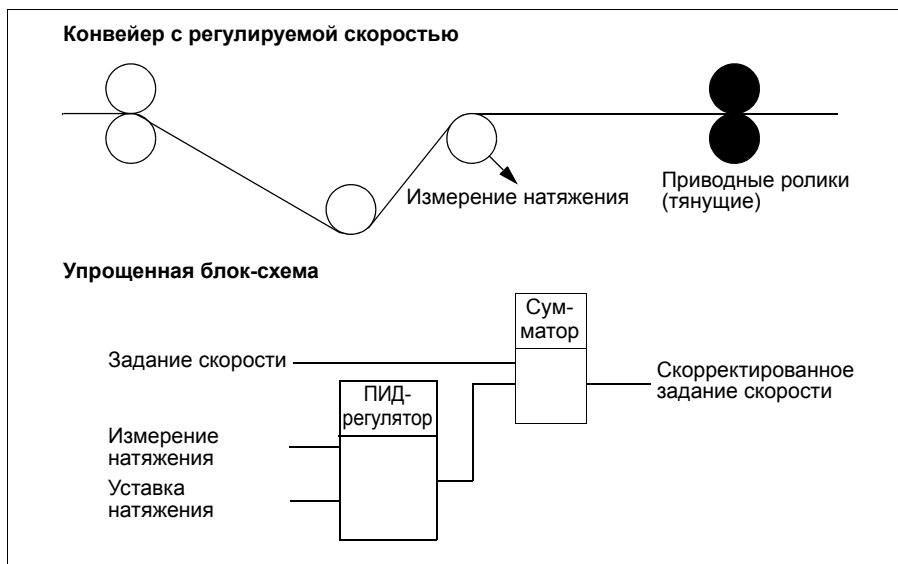 Конвейер с регулируемой скоростью
Измерение натяжения
Приводные ролики
(тянущие)
Упрощенная блок-схема
Сум-
матор
Задание скорости
Скорректированное
задание скорости
ПИД-
регулятор
Измерение
натяжения
Уставка
натяжения